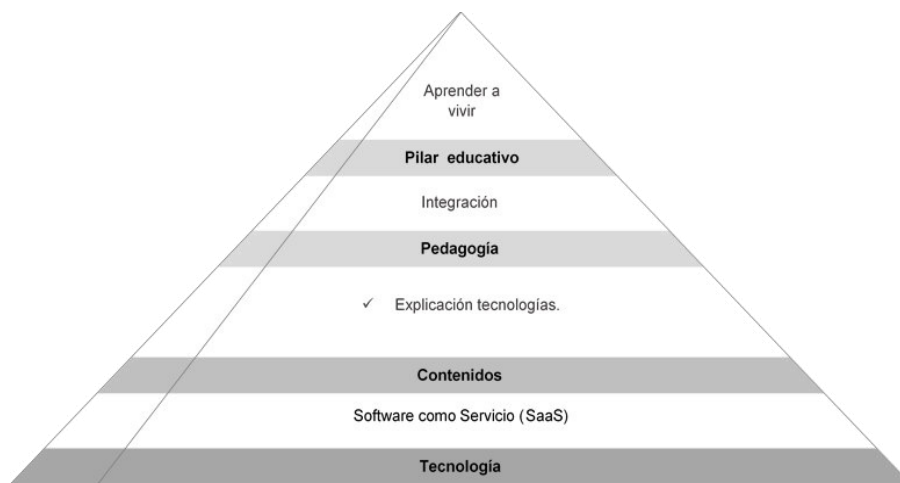 Aprender a
vivir
Pilar educativo
Integración
Pedagogía
✓ Explicación tecnologías.
Contenidos
Software como Servicio (SaaS)
Tecnología